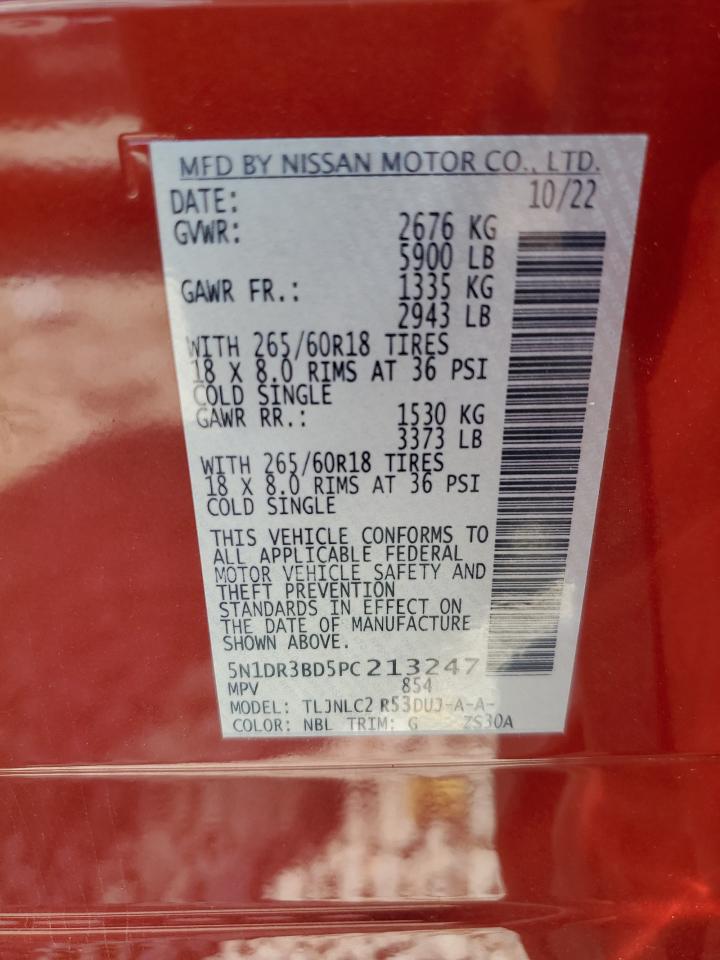 MFD BY NISSAN MOTOR CO., LTD.
DATE: 10/22
GVWR: 2676 KG
5900 LB
GAWR FR.: 1335 KG
2943 LB
WITH 265/60R18 TIRES
18 X 8.0 RIMS AT 36 PSI
COLD SINGLE
GAWR RR.: 1530 KG
3373 LB
WITH 265/60R18 TIRES
18 X 8.0 RIMS AT 36 PSI
COLD SINGLE
THIS VEHICLE CONFORMS TO
ALL APPLICABLE FEDERAL
MOTOR VEHICLE SAFETY AND
THEFT PREVENTION
STANDARDS IN EFFECT ON
THE DATE OF MANUFACTURE
SHOWN ABOVE.
5N1DR3BD5PC213247
MPV 854
MODEL: TLJNLC2 R53DUJ-A-A-
COLOR: NBL TRIM: G ZS30A